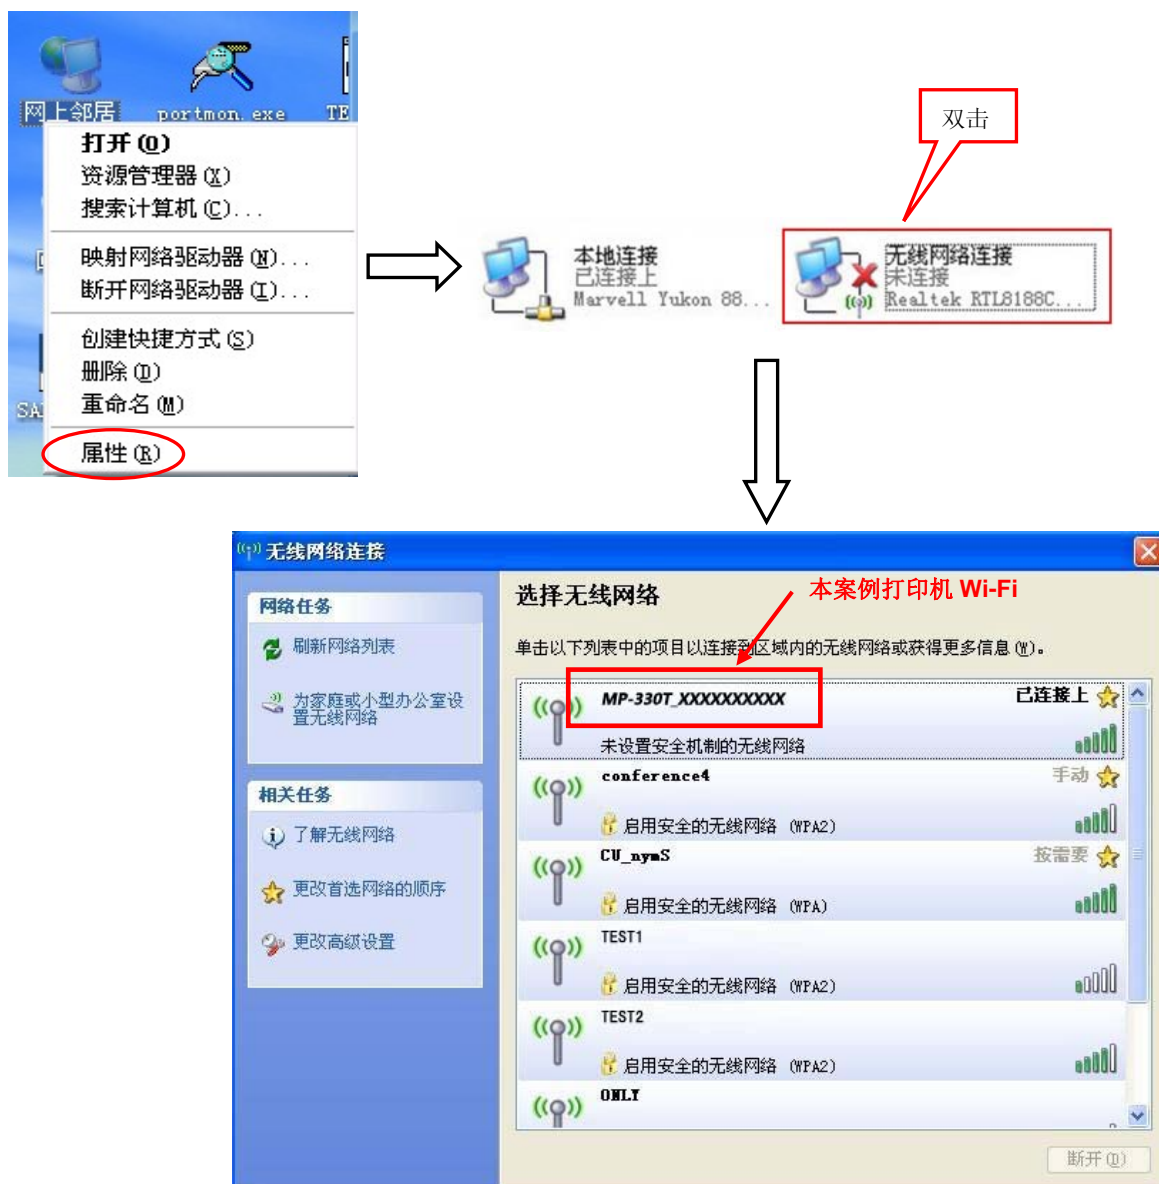 网上邻居
portmon.exe
TE
打开(O)
资源管理器(X)
搜索计算机(C)...
映射网络驱动器(N)...
断开网络驱动器(I)...
创建快捷方式(S)
删除(D)
重命名(M)
SA
属性(R)
双击
本地连接
已连接上
Marvell Yukon 88...
无线网络连接
未连接
Realtek RTL8188C...
无线网络连接
网络任务
刷新网络列表
为家庭或小型办公室设
置无线网络
相关任务
了解无线网络
更改首选网络的顺序
更改高级设置
选择无线网络
本案例打印机 Wi-Fi
单击以下列表中的项目以连接到区域内的无线网络或获得更多信息(W)。
MP-330T_XXXXXXXXXX
已连接上
未设置安全机制的无线网络
conference4
手动
启用安全的无线网络 (WPA2)
CU_nymS
按需要
启用安全的无线网络 (WPA)
TEST1
启用安全的无线网络 (WPA2)
TEST2
启用安全的无线网络 (WPA2)
ONLY
断开(D)